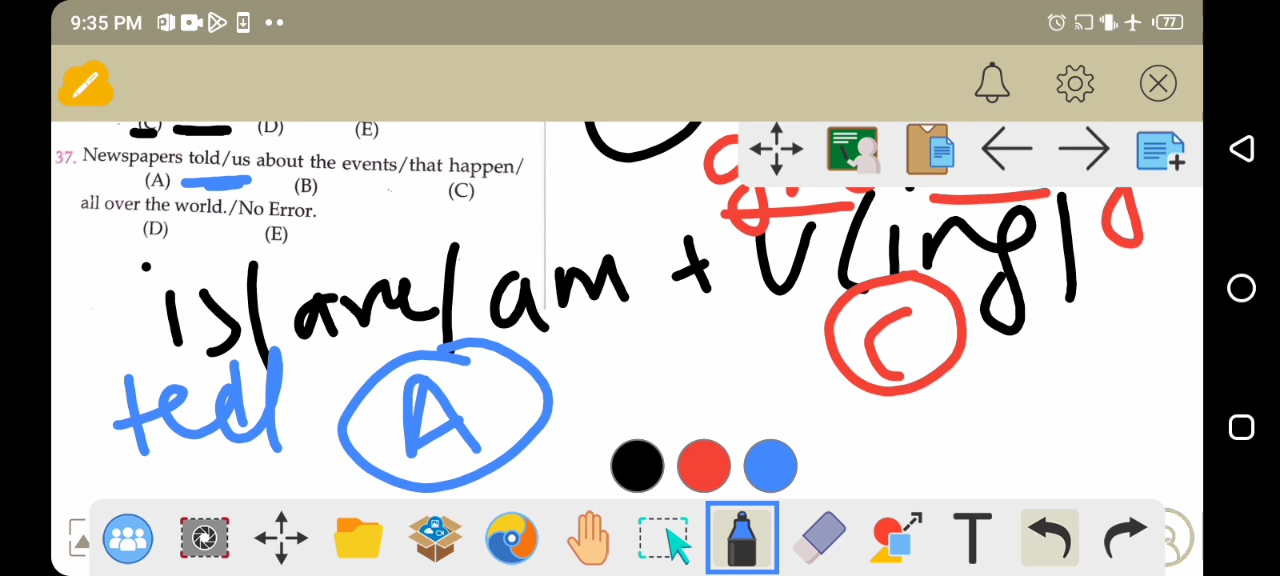 9:35 PM
77
(C) (D) (E)
37. Newspapers told/us about the events/that happen/
(A) (B) (C)
all over the world./No Error.
(D) (E)
is/are/am + V(ing)
C
A
T